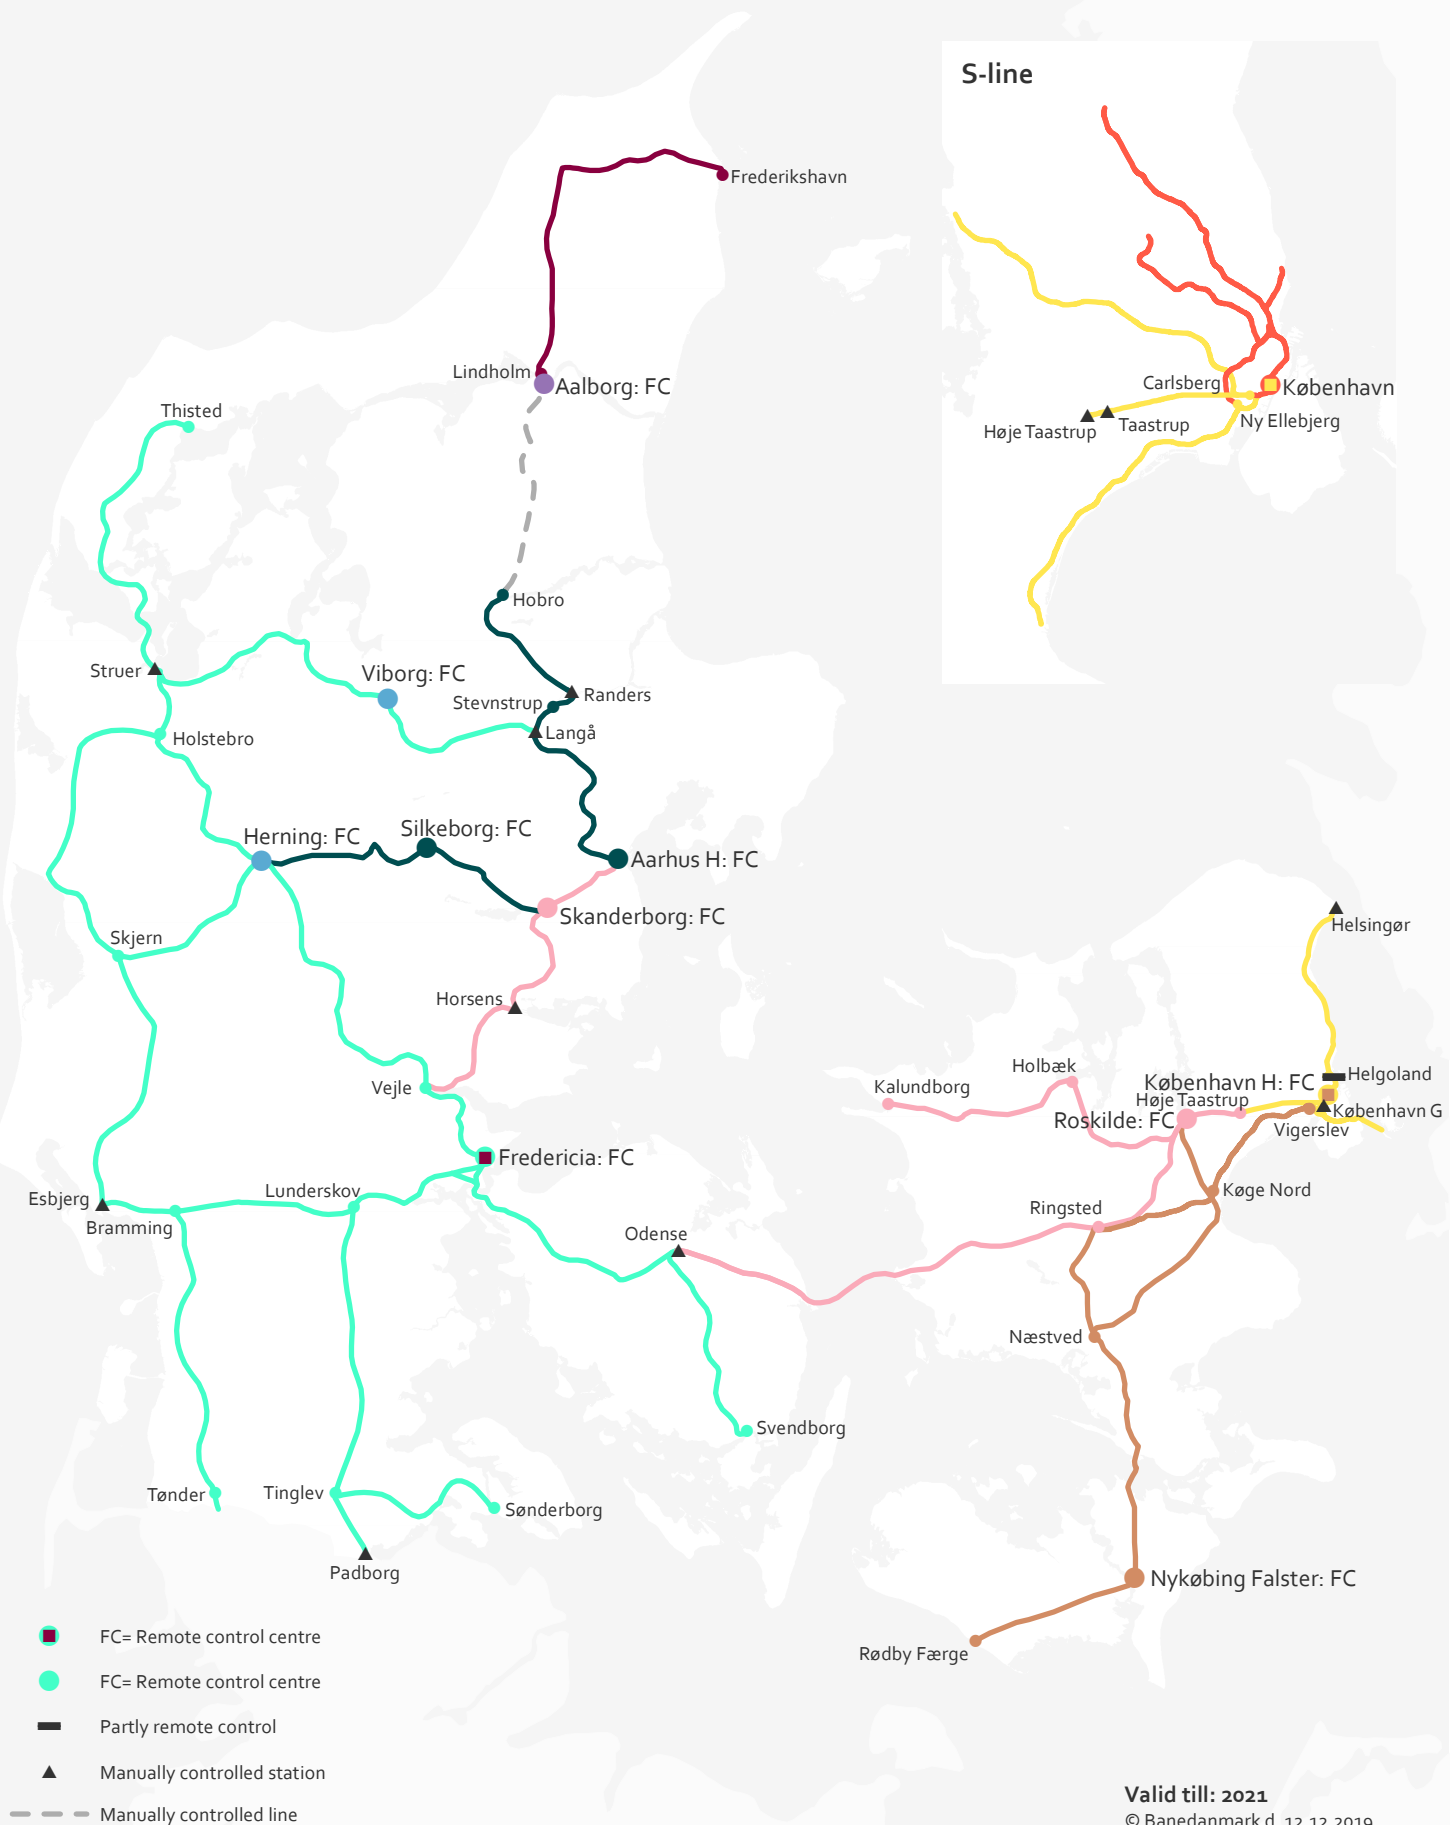 S-line
Frederikshavn
Lindholm
Aalborg: FC
Carlsberg
København
Høje Taastrup
Taastrup
Ny Ellebjerg
Thisted
Hobro
Struer
Viborg: FC
Randers
Stevnstrup
Langå
Holstebro
Herning: FC
Silkeborg: FC
Aarhus H: FC
Skanderborg: FC
Helsingør
Skjern
Horsens
Holbæk
Helgoland
Vejle
Kalundborg
København H: FC
Høje Taastrup
København G
Roskilde: FC
Vigerslev
Fredericia: FC
Lunderskov
Køge Nord
Esbjerg
Bramming
Ringsted
Odense
Næstved
Svendborg
Tønder
Tinglev
Sønderborg
Padborg
Nykøbing Falster: FC
Rødby Færge
FC= Remote control centre
FC= Remote control centre
Partly remote control
Manually controlled station
Manually controlled line
Valid till: 2021
© Banedanmark d. 12.12.2019